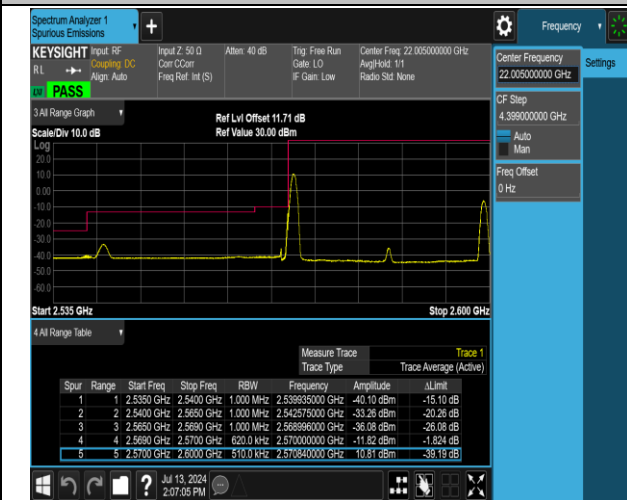 Spectrum Analyzer 1
Spurious Emissions
+
Frequency
KEYSIGHT
Input: RF
Coupling: DC
Align: Auto
Input Z: 50 Ω
Corr CCorr
Freq Ref: Int (S)
Atten: 40 dB
Trig: Free Run
Gate: LO
IF Gain: Low
Center Freq: 22.005000000 GHz
Avg|Hold: 1/1
Radio Std: None
RL
PASS
Center Frequency
22.005000000 GHz
Settings
CF Step
4.399000000 GHz
Auto
Man
Freq Offset
0 Hz
3 All Range Graph
Scale/Div 10.0 dB
Ref Lvl Offset 11.71 dB
Ref Value 30.00 dBm
Log
20.0
10.0
0.00
-10.0
-20.0
-30.0
-40.0
-50.0
-60.0
Start 2.535 GHz
Stop 2.600 GHz
4 All Range Table
Measure Trace Trace 1
Trace Type Trace Average (Active)
Spur Range Start Freq Stop Freq RBW Frequency Amplitude ΔLimit
1 1 2.5350 GHz 2.5400 GHz 1.000 MHz 2.539935000 GHz -40.10 dBm -15.10 dB
2 2 2.5400 GHz 2.5650 GHz 1.000 MHz 2.542575000 GHz -33.26 dBm -20.26 dB
3 3 2.5650 GHz 2.5690 GHz 1.000 MHz 2.568996000 GHz -36.08 dBm -26.08 dB
4 4 2.5690 GHz 2.5700 GHz 620.0 kHz 2.570000000 GHz -11.82 dBm -1.824 dB
5 5 2.5700 GHz 2.6000 GHz 510.0 kHz 2.570840000 GHz 10.81 dBm -39.19 dB
?
Jul 13, 2024
2:07:05 PM